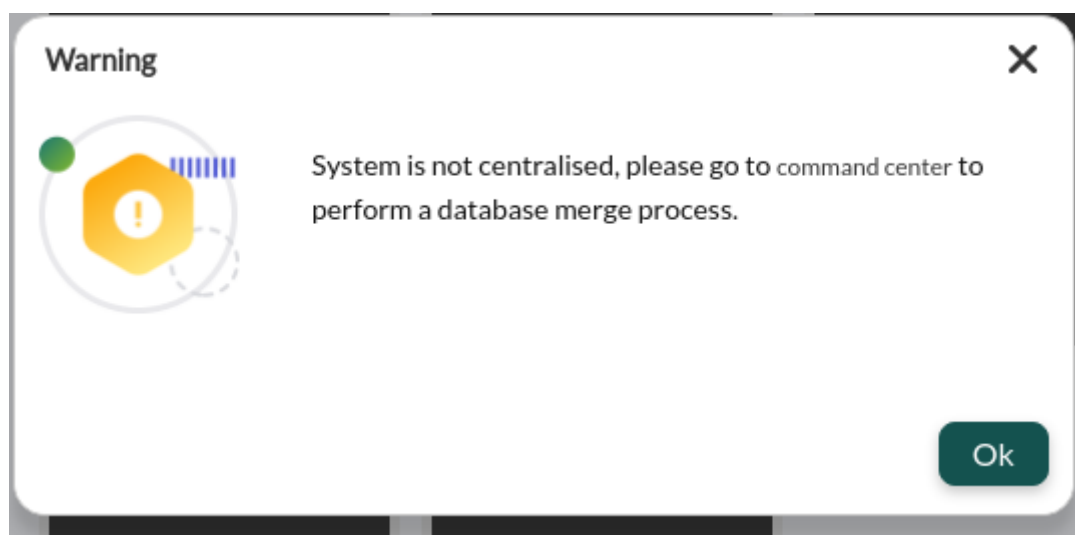 Warning
System is not centralised, please go to command center to
perform a database merge process.
Ok